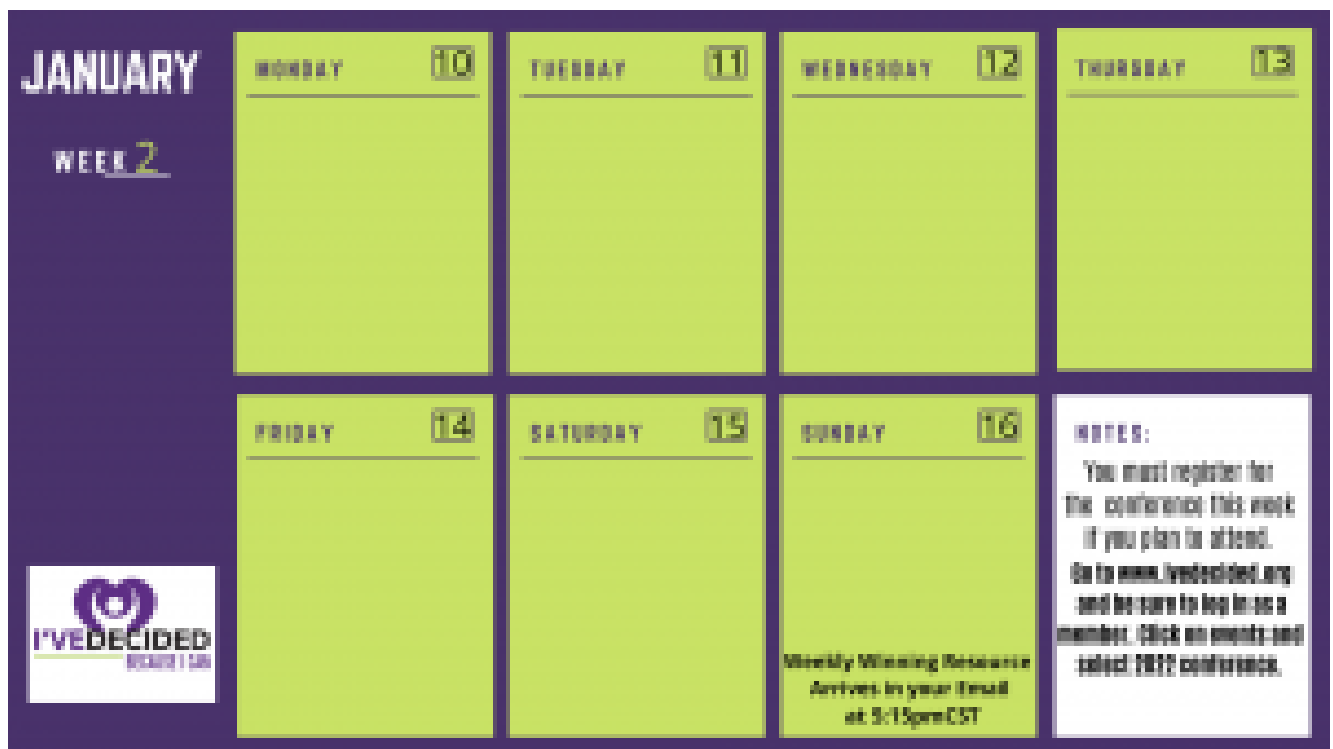 JANUARY
WEEK 2
MONDAY 10
TUESDAY 11
WEDNESDAY 12
THURSDAY 13
FRIDAY 14
SATURDAY 15
SUNDAY 16
Weekly Winning Resource
Arrives in your Email
at 5:15pmCST
NOTES:
You must register for
the conference this week
if you plan to attend.
Go to www.ivedecided.org
and be sure to log in as a
member. Click on events and
select 2022 conference.
I'VEDECIDED
BECAUSE I CAN